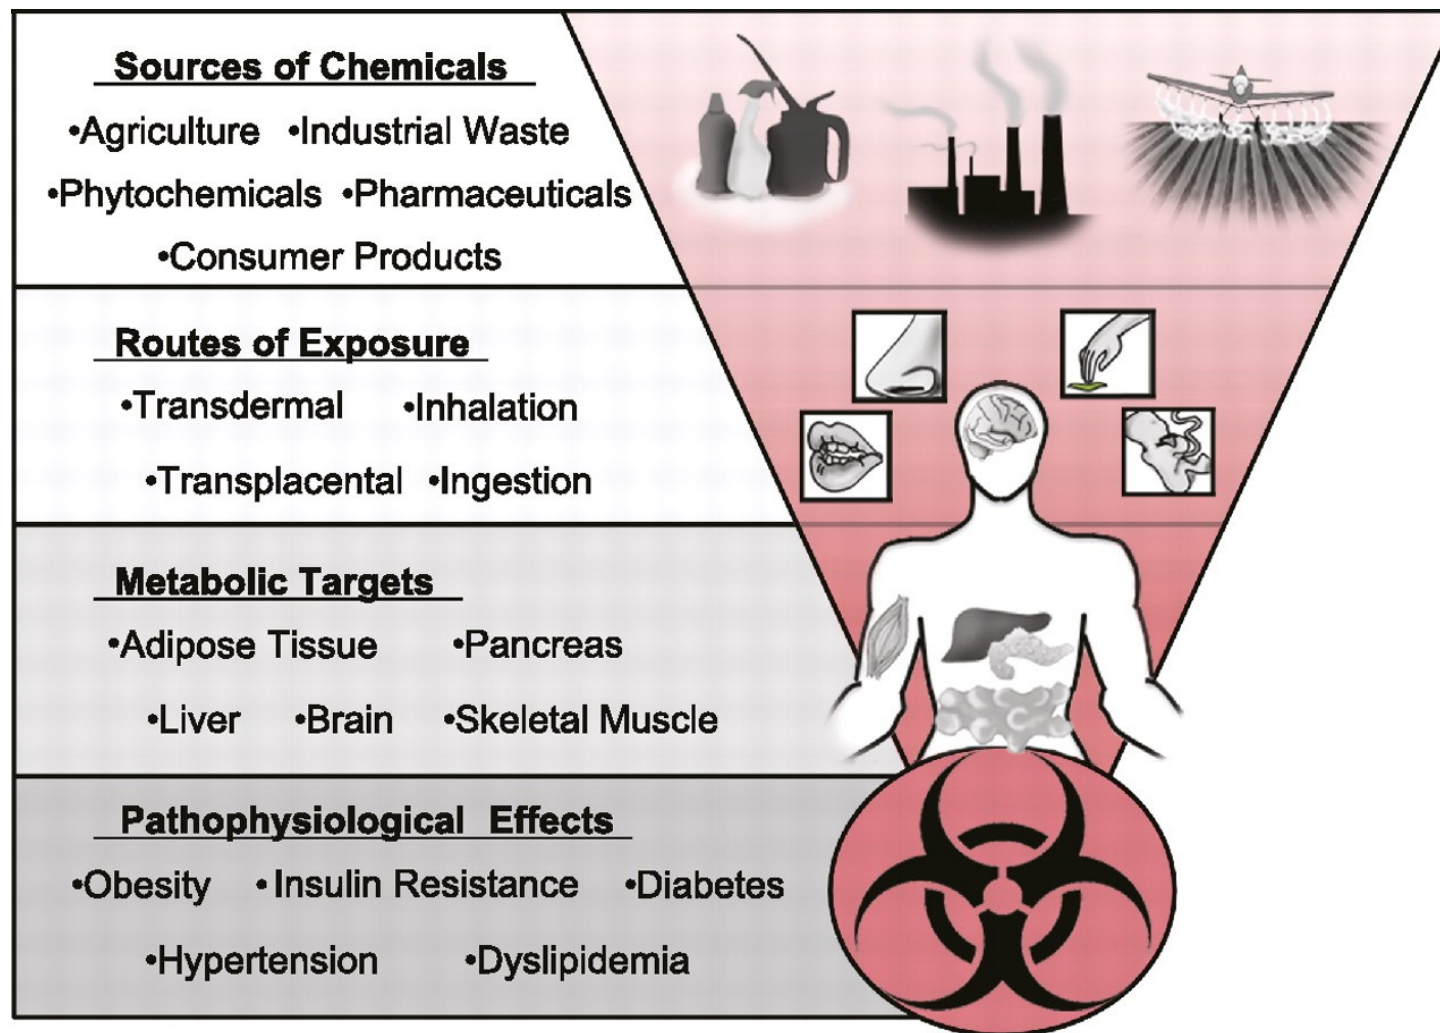 Sources of Chemicals
•Agriculture •Industrial Waste
•Phytochemicals •Pharmaceuticals
•Consumer Products
Routes of Exposure
•Transdermal •Inhalation
•Transplacental •Ingestion
Metabolic Targets
•Adipose Tissue •Pancreas
•Liver •Brain •Skeletal Muscle
Pathophysiological Effects
•Obesity •Insulin Resistance •Diabetes
•Hypertension •Dyslipidemia